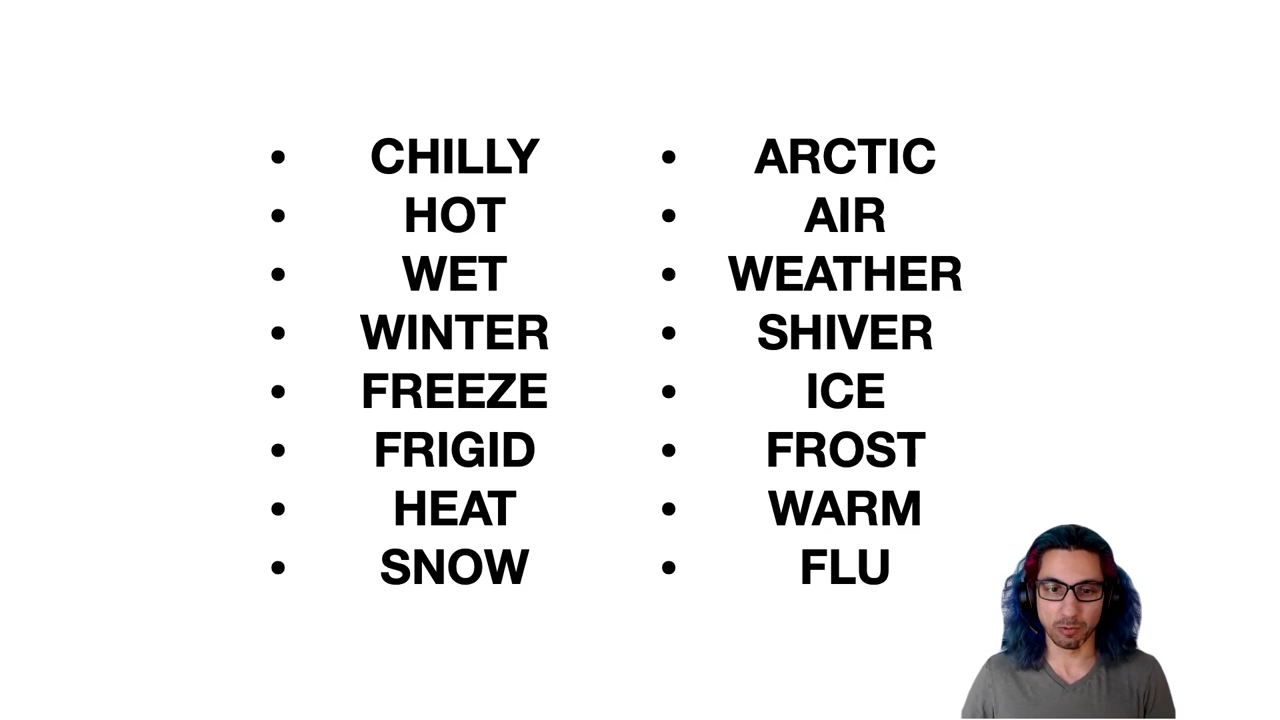 • CHILLY
• HOT
• WET
• WINTER
• FREEZE
• FRIGID
• HEAT
• SNOW
• ARCTIC
• AIR
• WEATHER
• SHIVER
• ICE
• FROST
• WARM
• FLU